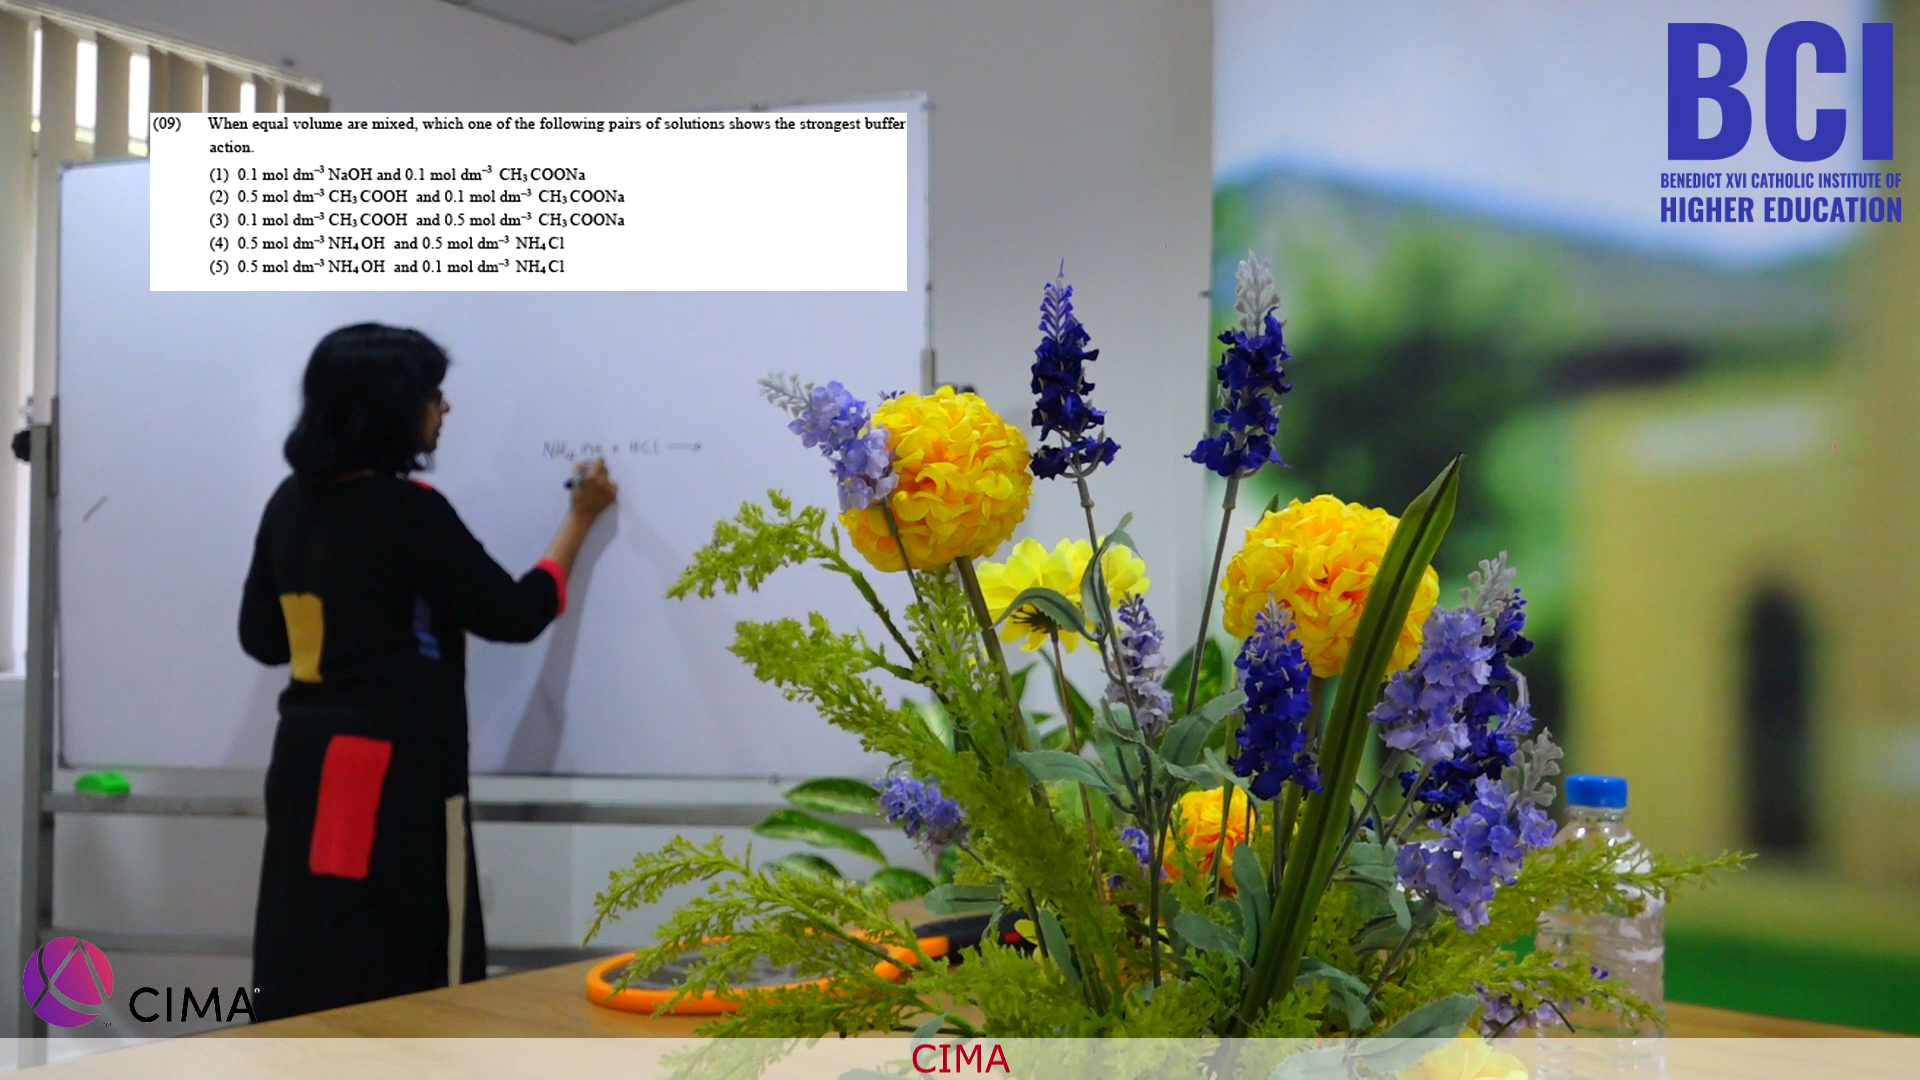 BCI
BENEDICT XVI CATHOLIC INSTITUTE OF
HIGHER EDUCATION
(09) When equal volume are mixed, which one of the following pairs of solutions shows the strongest buffer
action.
(1) 0.1 mol dm⁻³ NaOH and 0.1 mol dm⁻³ CH₃COONa
(2) 0.5 mol dm⁻³ CH₃COOH and 0.1 mol dm⁻³ CH₃COONa
(3) 0.1 mol dm⁻³ CH₃COOH and 0.5 mol dm⁻³ CH₃COONa
(4) 0.5 mol dm⁻³ NH₄OH and 0.5 mol dm⁻³ NH₄Cl
(5) 0.5 mol dm⁻³ NH₄OH and 0.1 mol dm⁻³ NH₄Cl
NH₄OH + HCl ⟶
CIMA
CIMA